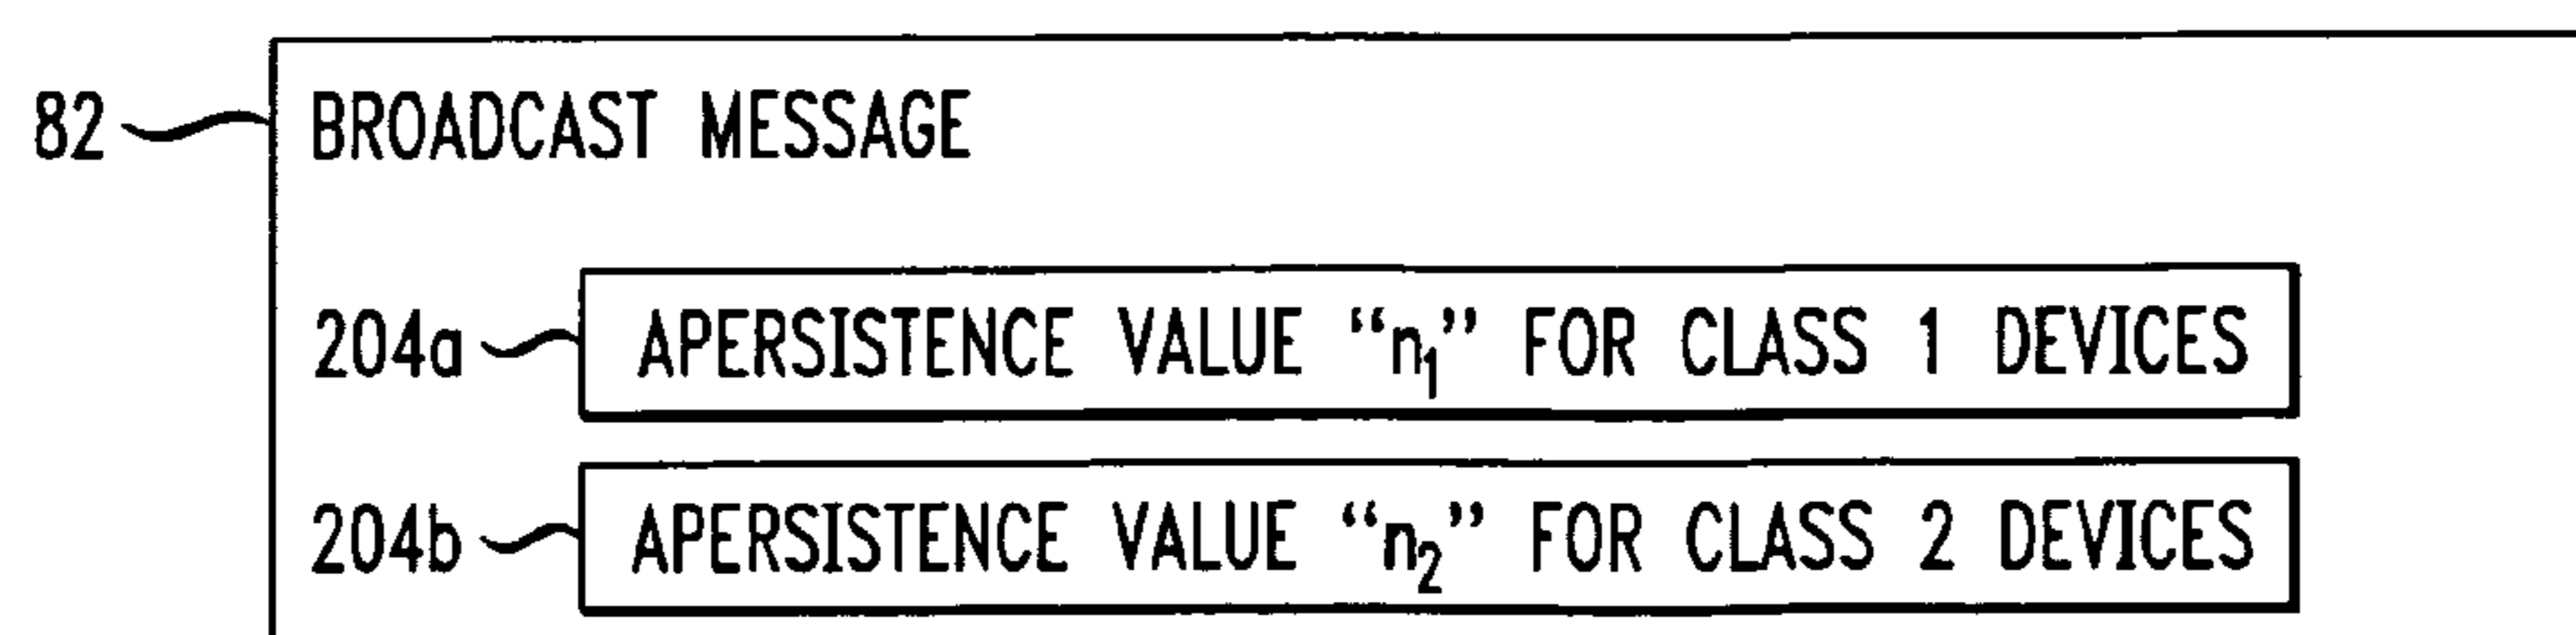 82 BROADCAST MESSAGE
204a APERSISTENCE VALUE “n₁” FOR CLASS 1 DEVICES
204b APERSISTENCE VALUE “n₂” FOR CLASS 2 DEVICES